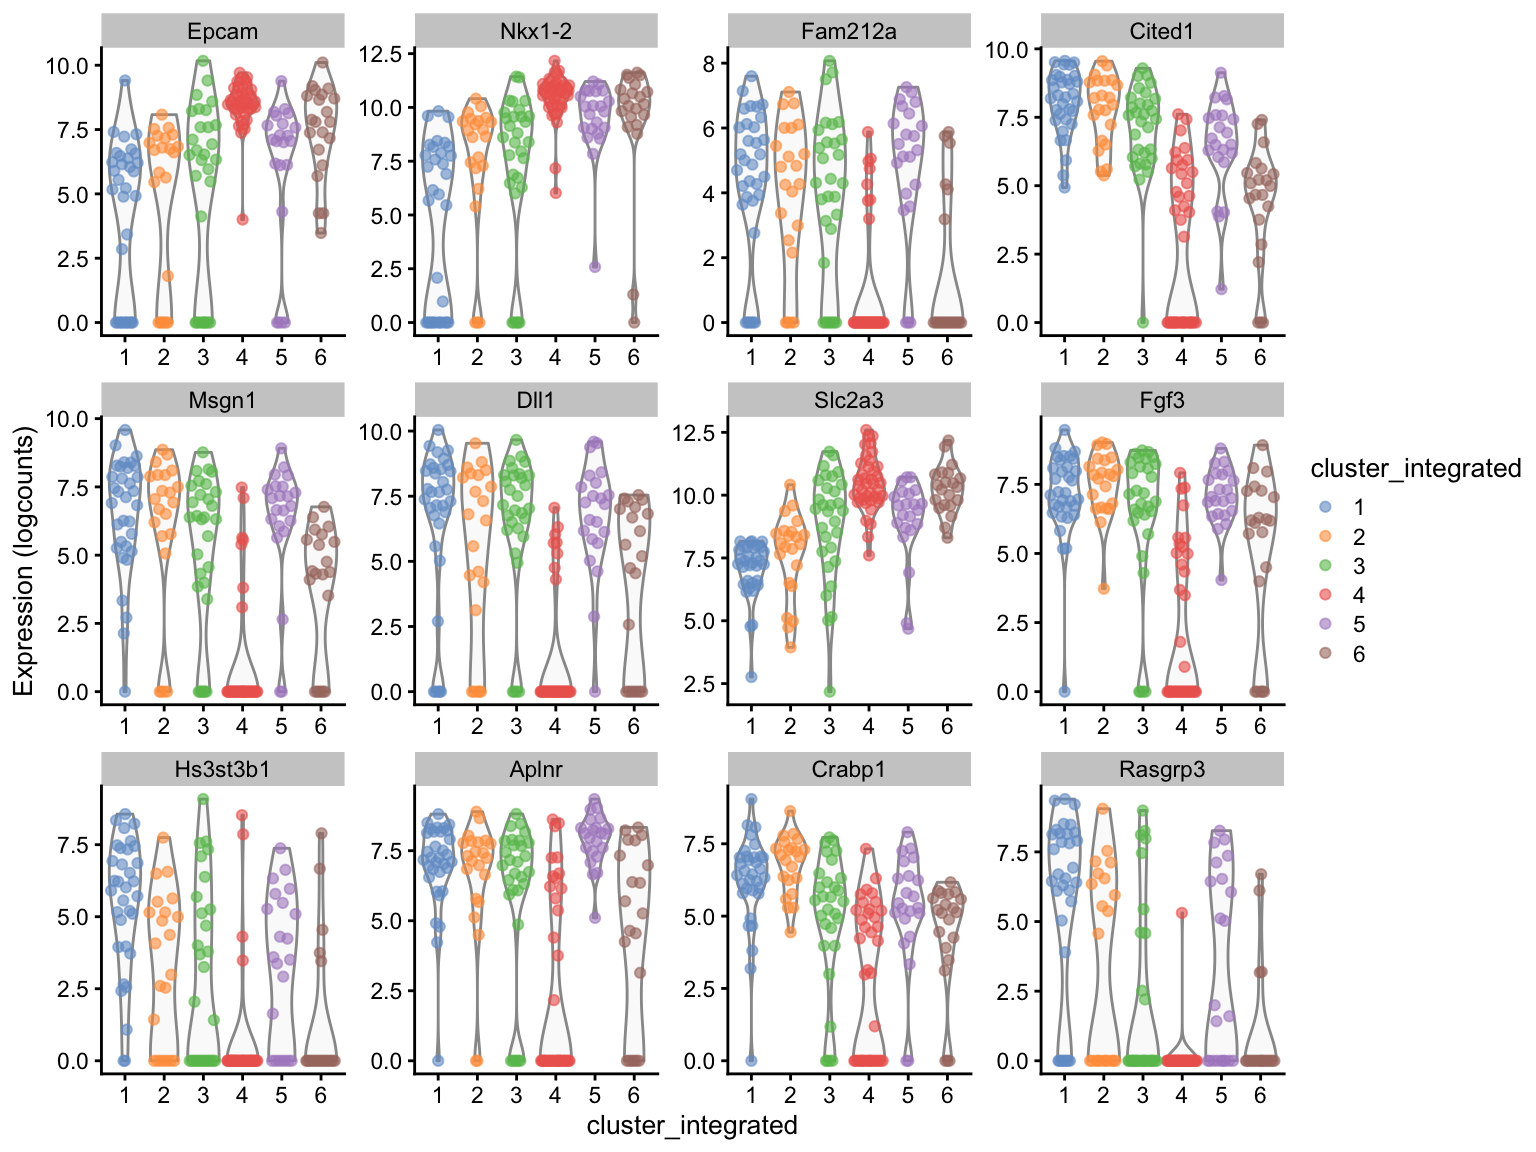 Epcam Nkx1-2 Fam212a Cited1
10.0 7.5 5.0 2.5 0.0
12.5 10.0 7.5 5.0 2.5 0.0
8 6 4 2 0
10.0 7.5 5.0 2.5 0.0
1 2 3 4 5 6 1 2 3 4 5 6 1 2 3 4 5 6 1 2 3 4 5 6
Expression (logcounts)
Msgn1 Dll1 Slc2a3 Fgf3
10.0 7.5 5.0 2.5 0.0
10.0 7.5 5.0 2.5 0.0
12.5 10.0 7.5 5.0 2.5
7.5 5.0 2.5 0.0
1 2 3 4 5 6 1 2 3 4 5 6 1 2 3 4 5 6 1 2 3 4 5 6
Hs3st3b1 Aplnr Crabp1 Rasgrp3
7.5 5.0 2.5 0.0
7.5 5.0 2.5 0.0
7.5 5.0 2.5 0.0
7.5 5.0 2.5 0.0
1 2 3 4 5 6 1 2 3 4 5 6 1 2 3 4 5 6 1 2 3 4 5 6
cluster_integrated
cluster_integrated
1
2
3
4
5
6